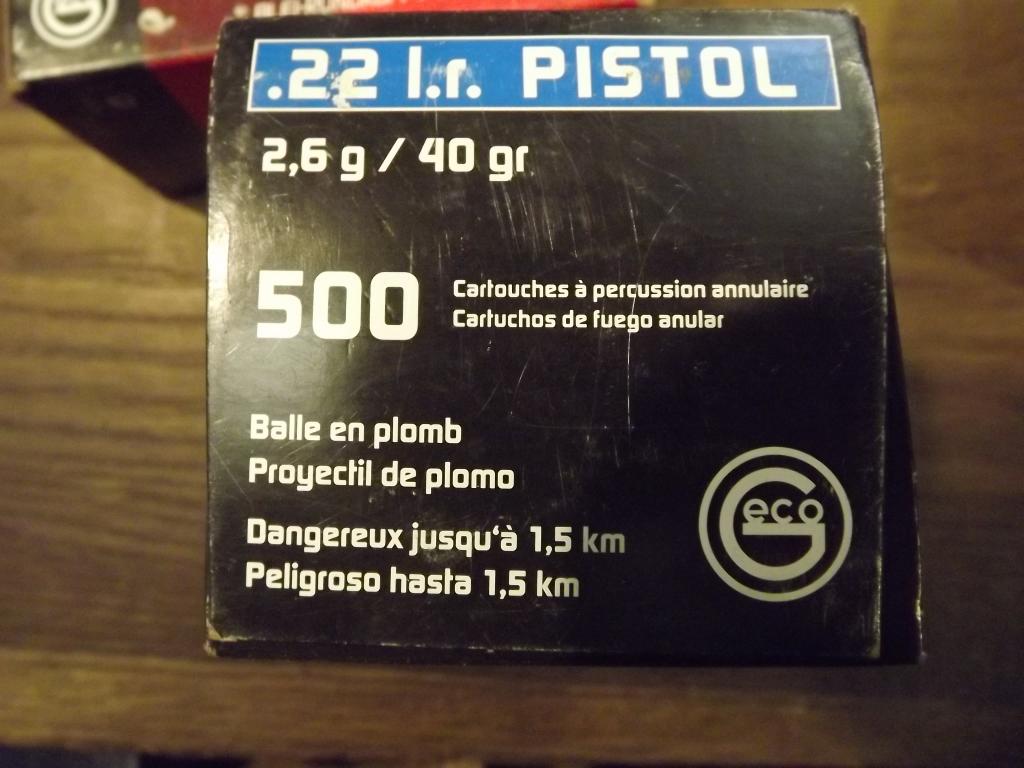 .22 l.r. PISTOL
2,6 g / 40 gr
500
Cartouches à percussion annulaire
Cartuchos de fuego anular
Balle en plomb
Proyectil de plomo
Dangereux jusqu‘à 1,5 km
Peligroso hasta 1,5 km
Geco